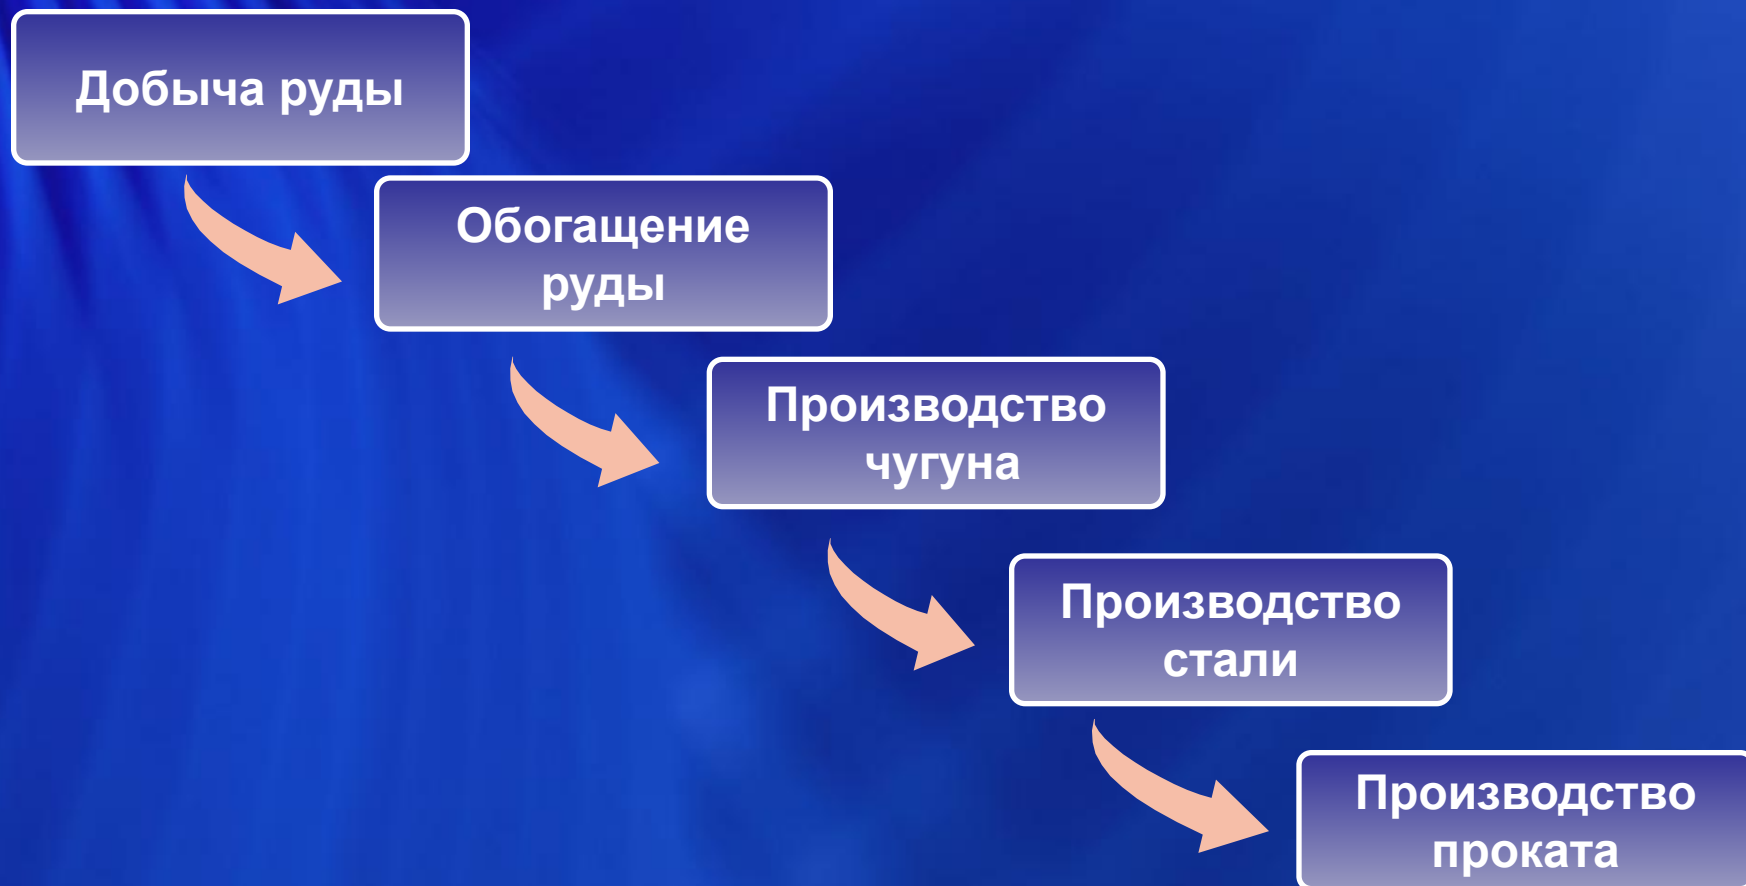 Добыча руды
Обогащение
руды
Производство
чугуна
Производство
стали
Производство
проката